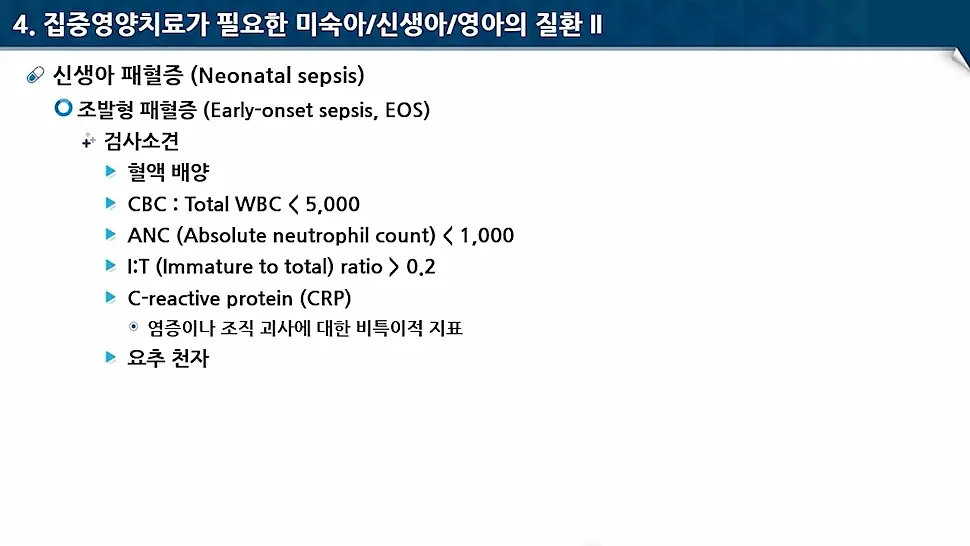 4. 집중영양치료가 필요한 미숙아/신생아/영아의 질환 II
신생아 패혈증 (Neonatal sepsis)
조발형 패혈증 (Early-onset sepsis, EOS)
검사소견
혈액 배양
CBC : Total WBC < 5,000
ANC (Absolute neutrophil count) < 1,000
I:T (Immature to total) ratio > 0.2
C-reactive protein (CRP)
염증이나 조직 괴사에 대한 비특이적 지표
요추 천자